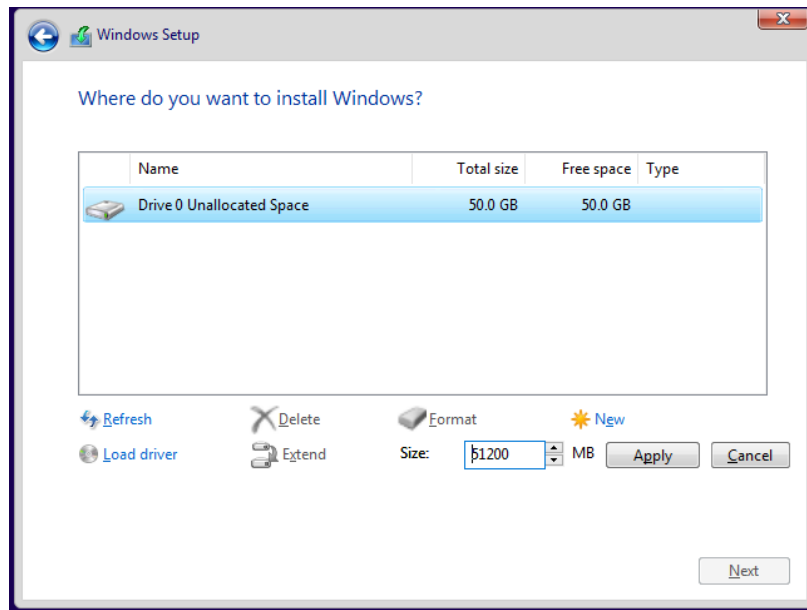 Windows Setup
Where do you want to install Windows?
Name Total size Free space Type
Drive 0 Unallocated Space 50.0 GB 50.0 GB
Refresh Delete Format New
Load driver Extend Size: 51200 MB Apply Cancel
Next